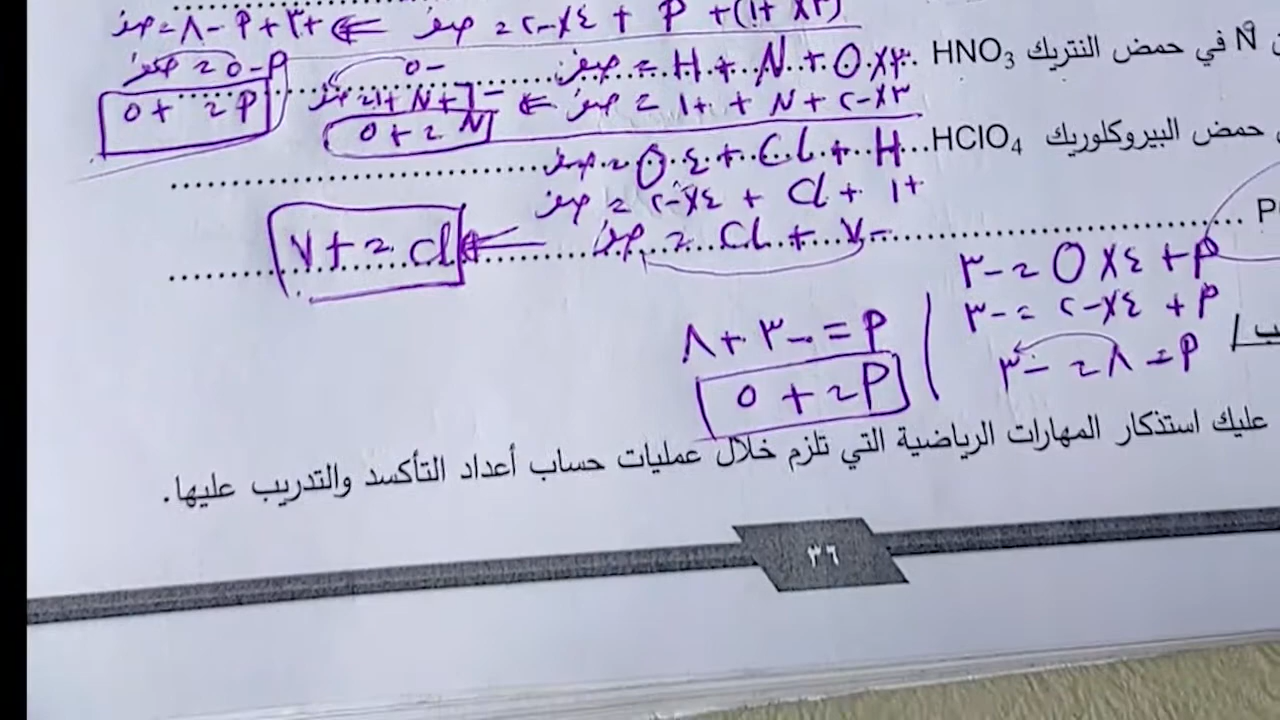 (١+×٣)+ P + ٢-×٤ = صفر ⇐ ٣+ + P - ٨ = صفر
في حمض النتريك HNO₃ ٣×O + N + H = صفر
P - ٥ = صفر
٣×-٢ + N + +١ = صفر ⇐ -٦ + N + ١ = صفر
P = +٥
N = +٥
حمض البيروكلوريك HClO₄ H + Cl + ٤ O = صفر
+١ + Cl + ٤×-٢ = صفر
-٧ + Cl = صفر ⇐ Cl = +٧
P + ٤×O = -٣
P + ٤×-٢ = -٣
P = ٨ = -٣
P = -٣ + ٨
P = +٥
عليك استذكار المهارات الرياضية التي تلزم خلال عمليات حساب أعداد التأكسد والتدريب عليها.
٣٦